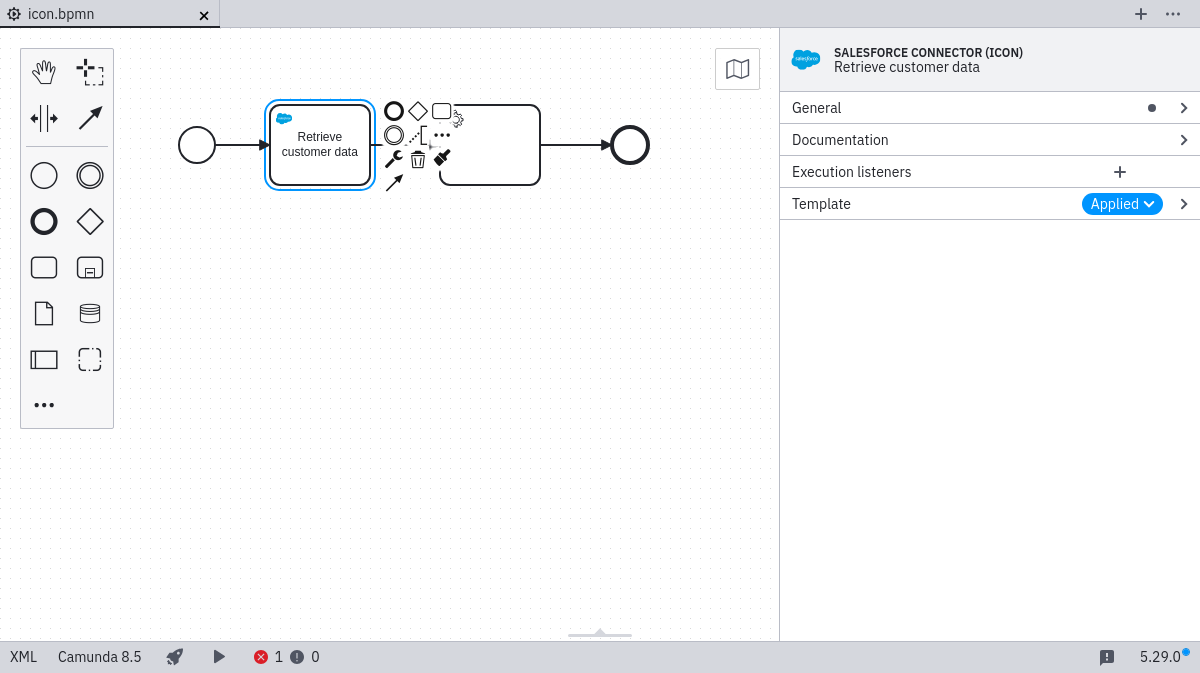 icon.bpmn
SALESFORCE CONNECTOR (ICON)
Retrieve customer data
General
Documentation
Execution listeners
Template
Applied
Retrieve
customer data
XML
Camunda 8.5
1
0
5.29.0